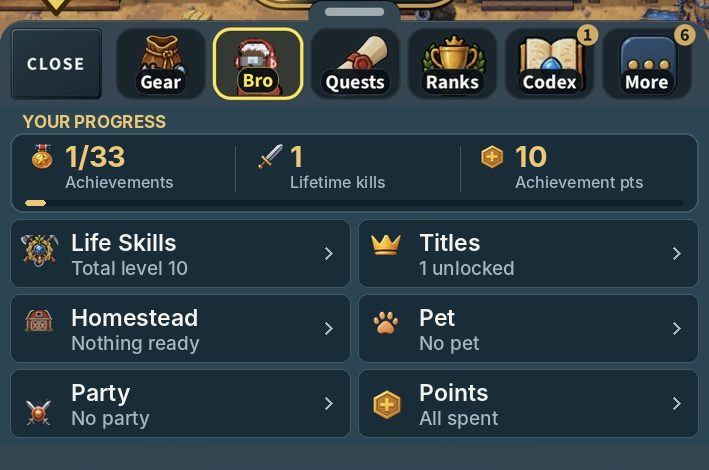 CLOSE
Gear
Bro
Quests
Ranks
1
Codex
6
More
YOUR PROGRESS
1/33
Achievements
1
Lifetime kills
10
Achievement pts
Life Skills
Total level 10
Titles
1 unlocked
Homestead
Nothing ready
Pet
No pet
Party
No party
Points
All spent